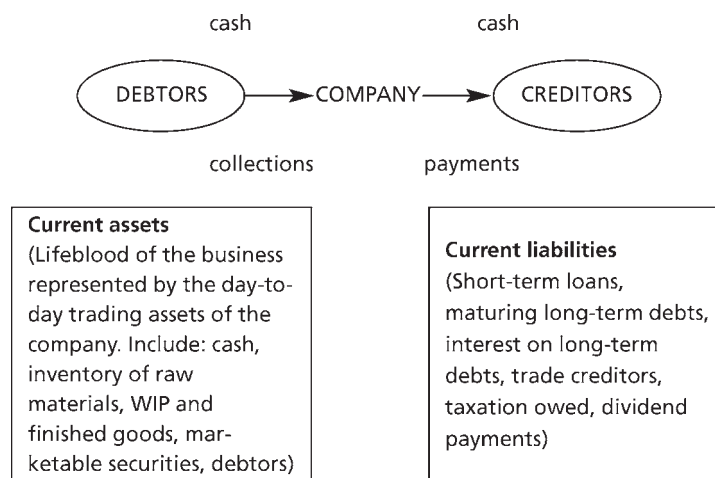 cash cash
DEBTORS COMPANY CREDITORS
collections payments
Current assets
(Lifeblood of the business
represented by the day-to-
day trading assets of the
company. Include: cash,
inventory of raw
materials, WIP and
finished goods, mar-
ketable securities, debtors)
Current liabilities
(Short-term loans,
maturing long-term debts,
interest on long-term
debts, trade creditors,
taxation owed, dividend
payments)